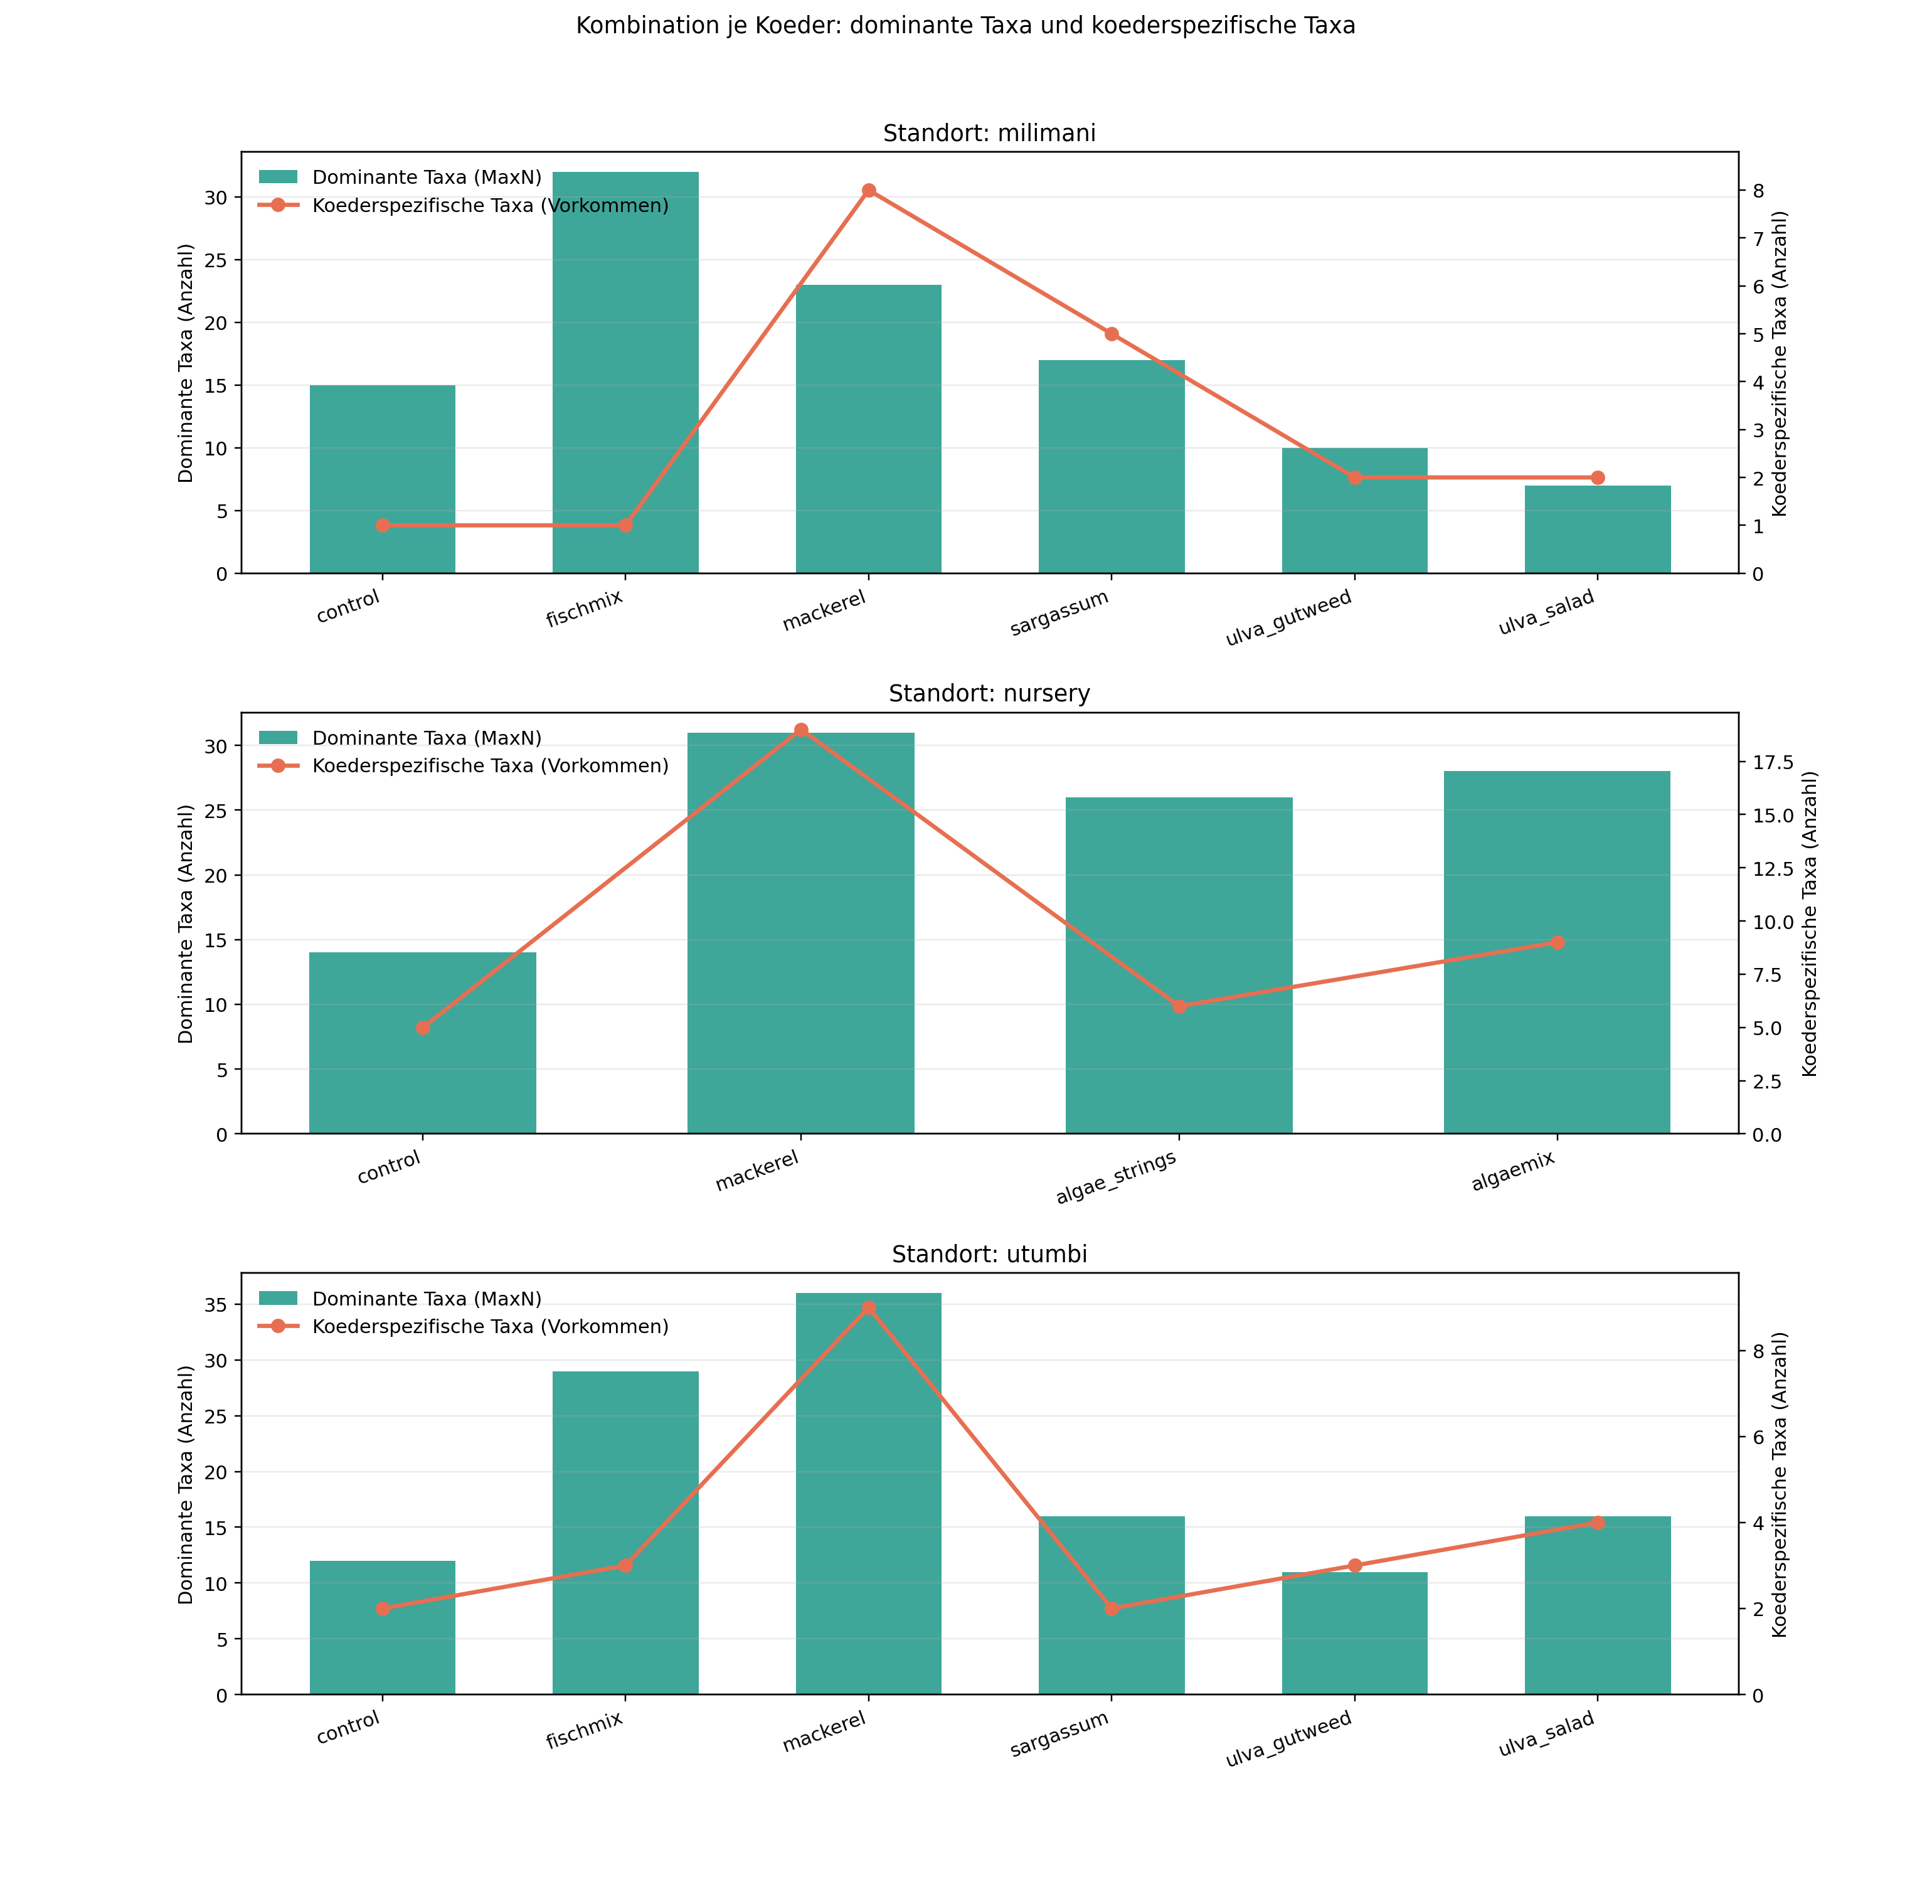 Kombination je Koeder: dominante Taxa und koederspezifische Taxa
Standort: milimani
Dominante Taxa (MaxN)
Koederspezifische Taxa (Vorkommen)
Dominante Taxa (Anzahl)
30
25
20
15
10
5
0
8
7
6
5
4
3
2
1
0
Koederspezifische Taxa (Anzahl)
control
fischmix
mackerel
sargassum
ulva_gutweed
ulva_salad
Standort: nursery
Dominante Taxa (MaxN)
Koederspezifische Taxa (Vorkommen)
Dominante Taxa (Anzahl)
30
25
20
15
10
5
0
17.5
15.0
12.5
10.0
7.5
5.0
2.5
0.0
Koederspezifische Taxa (Anzahl)
control
mackerel
algae_strings
algaemix
Standort: utumbi
Dominante Taxa (MaxN)
Koederspezifische Taxa (Vorkommen)
Dominante Taxa (Anzahl)
35
30
25
20
15
10
5
0
8
6
4
2
0
Koederspezifische Taxa (Anzahl)
control
fischmix
mackerel
sargassum
ulva_gutweed
ulva_salad